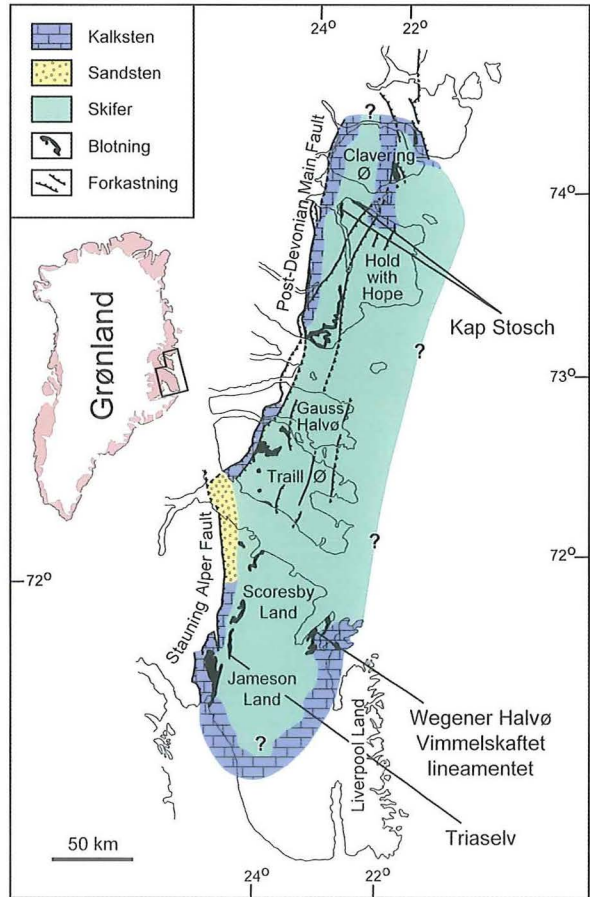 24°
22°
Kalksten
Sandsten
Skifer
Blotning
Forkastning
?
Clavering
Ø
74°
Post-Devonian Main Fault
Hold
with
Hope
Kap Stosch
?
Grønland
73°
Gauss
Halvø
Traill Ø
?
72°
72°
Stauning Alper Fault
Scoresby
Land
Jameson
Land
Wegener Halvø
Vimmelskaftet
lineamentet
?
Liverpool Land
Triaselv
50 km
24°
22°